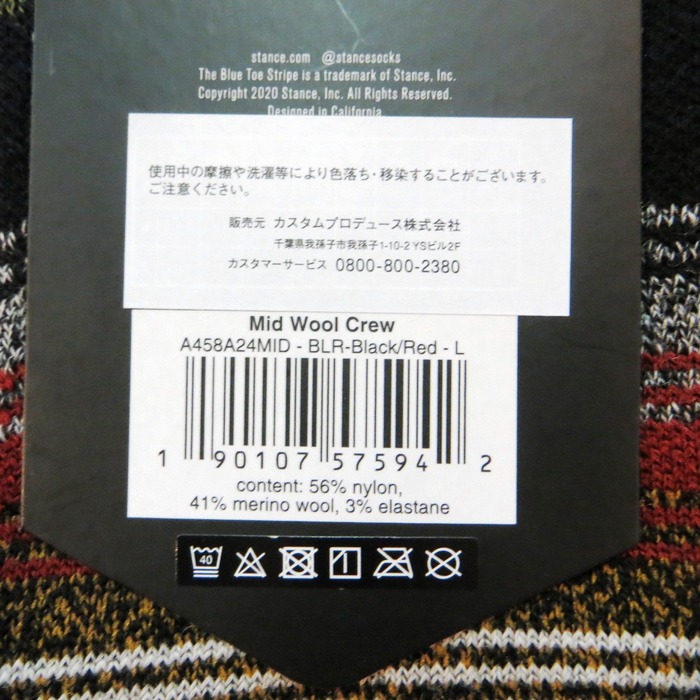 stance.com @stancesocks
The Blue Toe Stripe is a trademark of Stance, Inc.
Copyright 2020 Stance, Inc. All Rights Reserved.
Designed in California
使用中の摩擦や洗濯等により色落ち・移染することがございます。
ご注意ください。
販売元 カスタムプロデュース株式会社
千葉県我孫子市我孫子1-10-2 YSビル2F
カスタマーサービス 0800-800-2380
Mid Wool Crew
A458A24MID - BLR-Black/Red - L
1 90107 57594 2
content: 56% nylon,
41% merino wool, 3% elastane
40